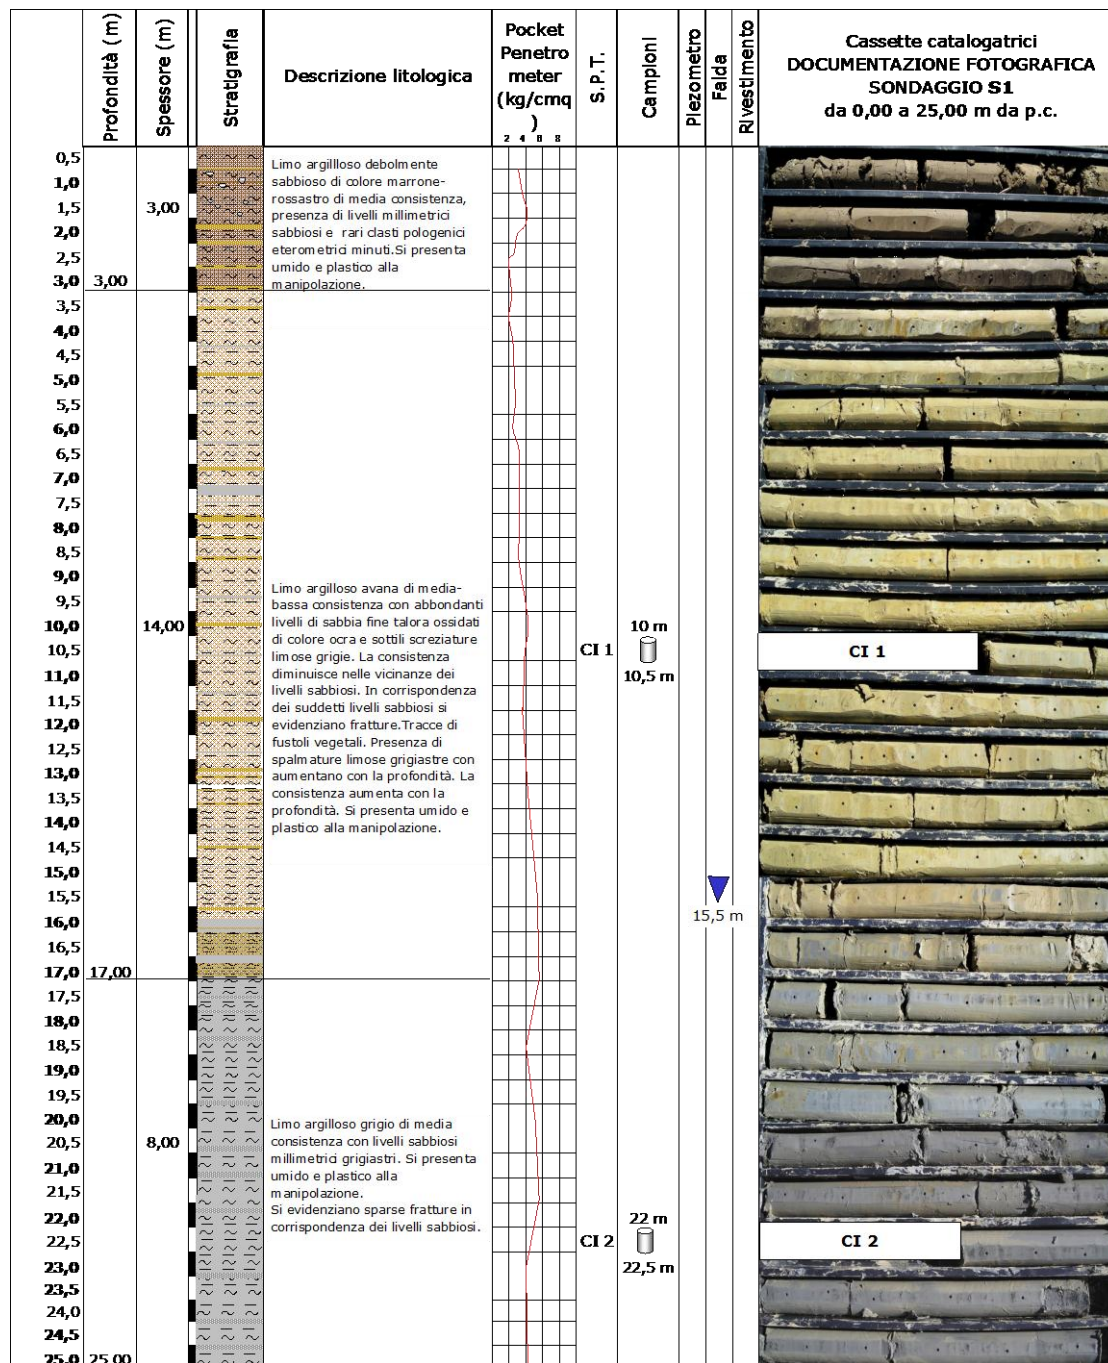 Profondità (m)
Spessore (m)
Stratigrafia
Descrizione litologica
Pocket
Penetro
meter
(kg/cmq
)
2 4 6 8
S.P.T.
Campioni
Piezometro
Falda
Rivestimento
Cassette catalogatrici
DOCUMENTAZIONE FOTOGRAFICA
SONDAGGIO S1
da 0,00 a 25,00 m da p.c.
0,5
1,0
1,5
2,0
2,5
3,0
3,00
3,00
Limo argillloso debolmente
sabbioso di colore marrone-
rossastro di media consistenza,
presenza di livelli millimetrici
sabbiosi e rari clasti pologenici
eterometrici minuti.Si presenta
umido e plastico alla
manipolazione.
3,5
4,0
4,5
5,0
5,5
6,0
6,5
7,0
7,5
8,0
8,5
9,0
9,5
10,0
10,5
11,0
11,5
12,0
12,5
13,0
13,5
14,0
14,5
15,0
15,5
16,0
16,5
17,0
17,00
14,00
Limo argilloso avana di media-
bassa consistenza con abbondanti
livelli di sabbia fine talora ossidati
di colore ocra e sottili screziature
limose grigie. La consistenza
diminuisce nelle vicinanze dei
livelli sabbiosi. In corrispondenza
dei suddetti livelli sabbiosi si
evidenziano fratture.Tracce di
fustoli vegetali. Presenza di
spalmature limose grigiastre con
aumentano con la profondità. La
consistenza aumenta con la
profondità. Si presenta umido e
plastico alla manipolazione.
CI 1
10 m
10,5 m
CI 1
15,5 m
17,5
18,0
18,5
19,0
19,5
20,0
20,5
21,0
21,5
22,0
22,5
23,0
23,5
24,0
24,5
25,0
25,00
8,00
Limo argilloso grigio di media
consistenza con livelli sabbiosi
millimetrici grigiastri. Si presenta
umido e plastico alla
manipolazione.
Si evidenziano sparse fratture in
corrispondenza dei livelli sabbiosi.
CI 2
22 m
22,5 m
CI 2